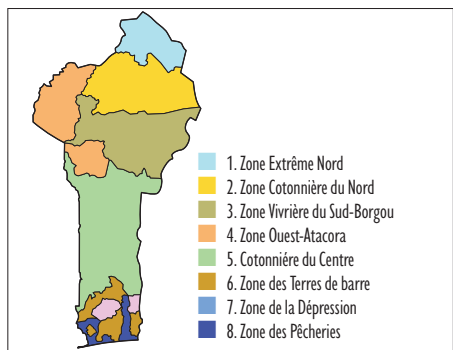 1. Zone Extrême Nord
2. Zone Cotonnière du Nord
3. Zone Vivrière du Sud-Borgou
4. Zone Ouest-Atacora
5. Cotonniére du Centre
6. Zone des Terres de barre
7. Zone de la Dépression
8. Zone des Pêcheries